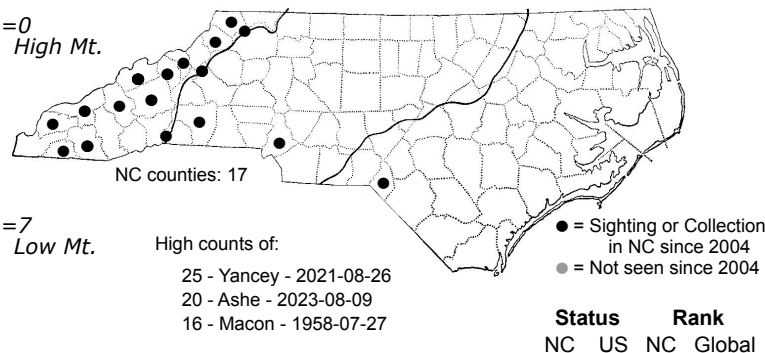 =0
High Mt.
NC counties: 17
=7
Low Mt.
High counts of:
25 - Yancey - 2021-08-26
20 - Ashe - 2023-08-09
16 - Macon - 1958-07-27
= Sighting or Collection
in NC since 2004
= Not seen since 2004
Status Rank
NC US NC Global